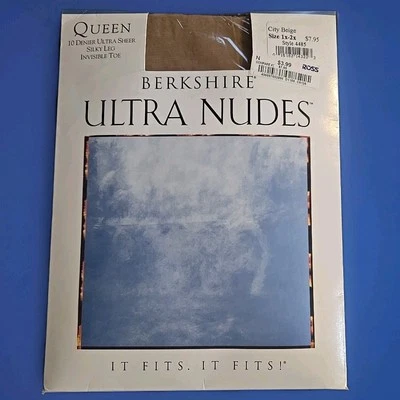 QUEEN
10 DENIER ULTRA SHEER
SILKY LEG
INVISIBLE TOE
City Beige
Size 1x-2x $7.95
Style 4485
N
$3.99
ROSS
BERKSHIRE
ULTRA NUDES™
IT FITS. IT FITS!®